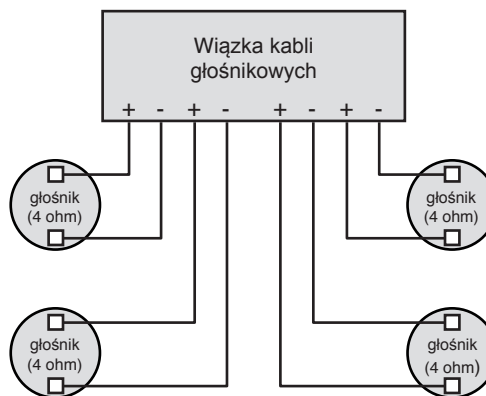 Wiązka kabli
głośnikowych
+ - + - + - + -
głośnik
(4 ohm)
głośnik
(4 ohm)
głośnik
(4 ohm)
głośnik
(4 ohm)